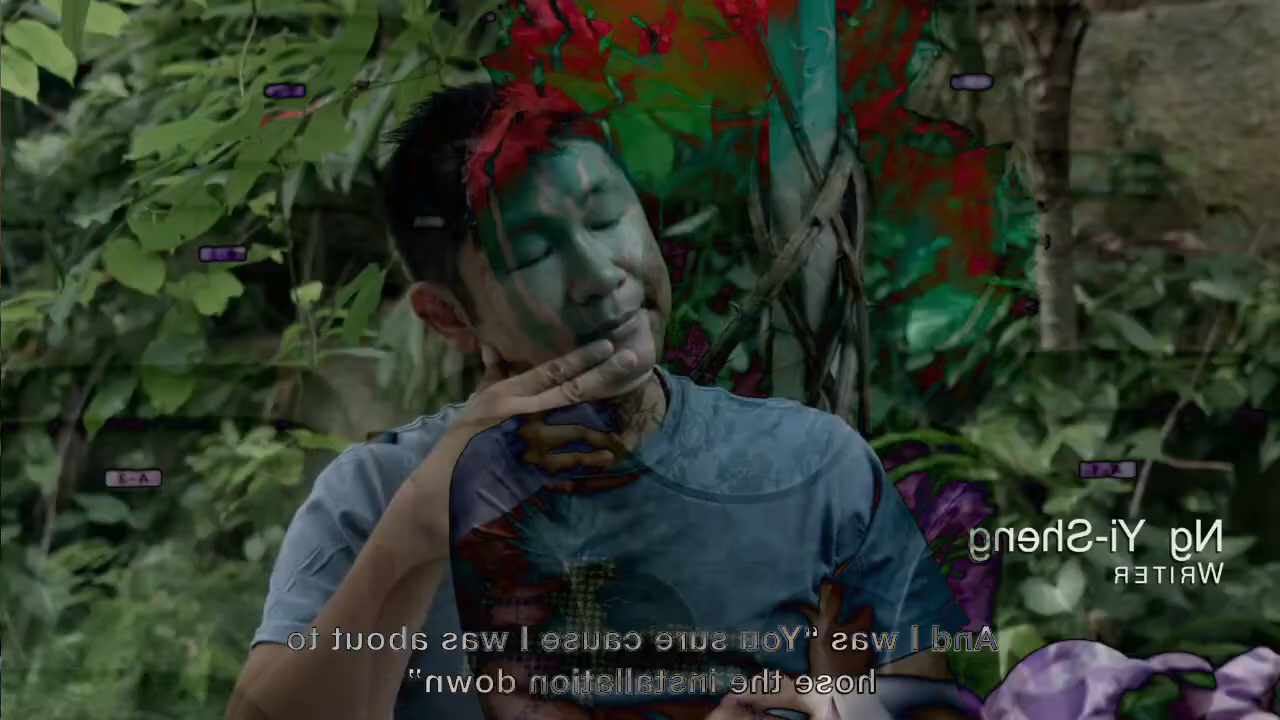 Ng Yi-Sheng
WRITER
And I was “You sure cause I was about to
hose the installation down”